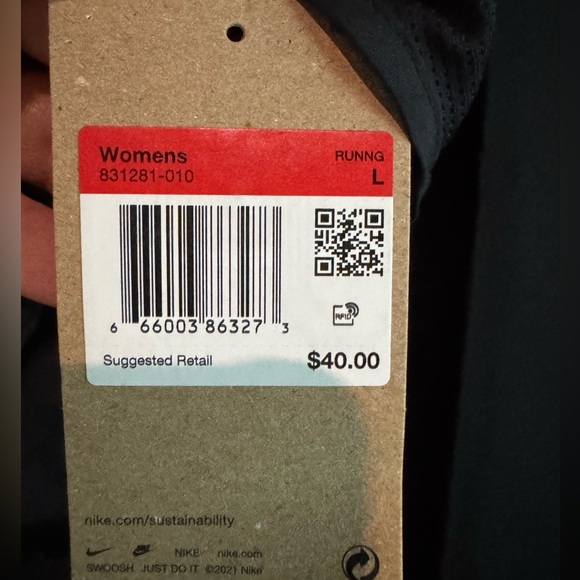 Womens RUNNG
831281-010 L
RFID
6 66003 86327 3
Suggested Retail $40.00
nike.com/sustainability
NIKE nike.com
SWOOSH JUST DO IT ©2021 Nike